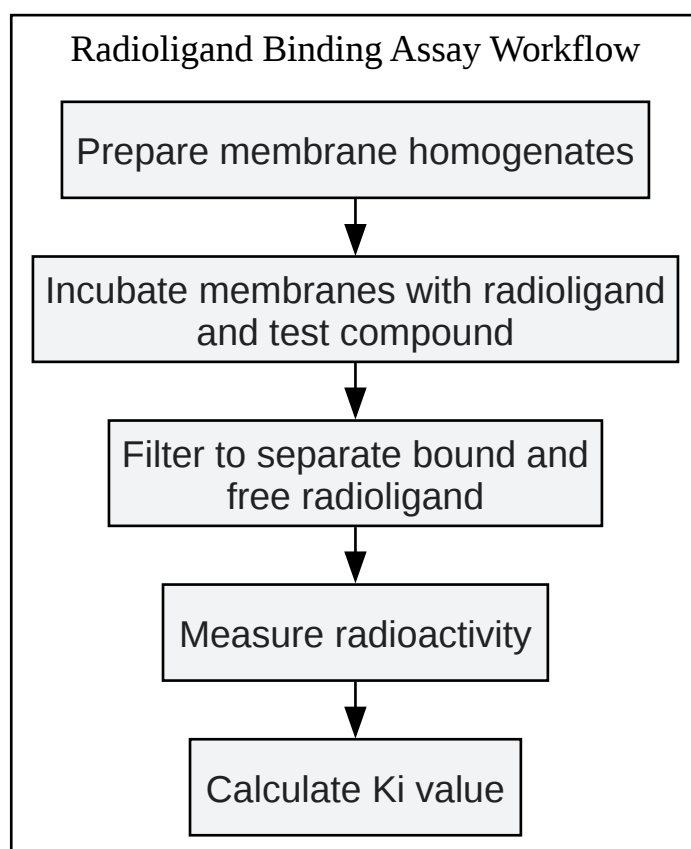 Radioligand Binding Assay Workflow
Prepare membrane homogenates
Incubate membranes with radioligand
and test compound
Filter to separate bound and
free radioligand
Measure radioactivity
Calculate Ki value